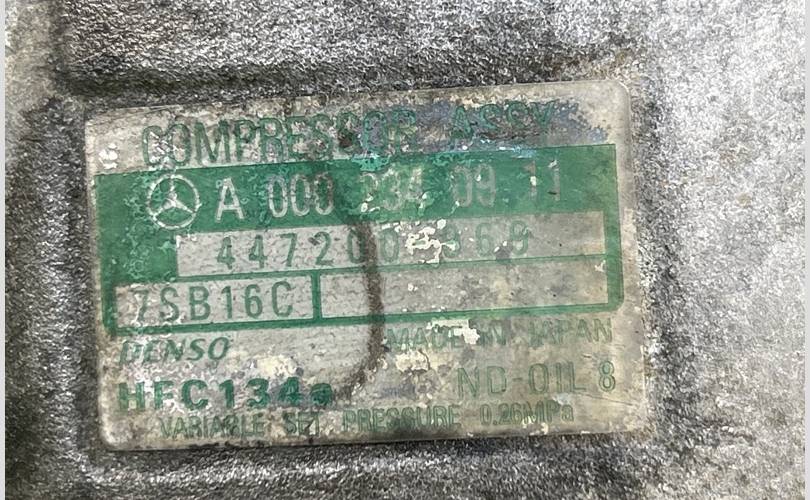 COMPRESSOR ASSY
A 000 234 09 11
447200-
7SB16C
DENSO MADE IN JAPAN
HFC134a ND-OIL 8
VARIABLE SET PRESSURE 0.26MPa